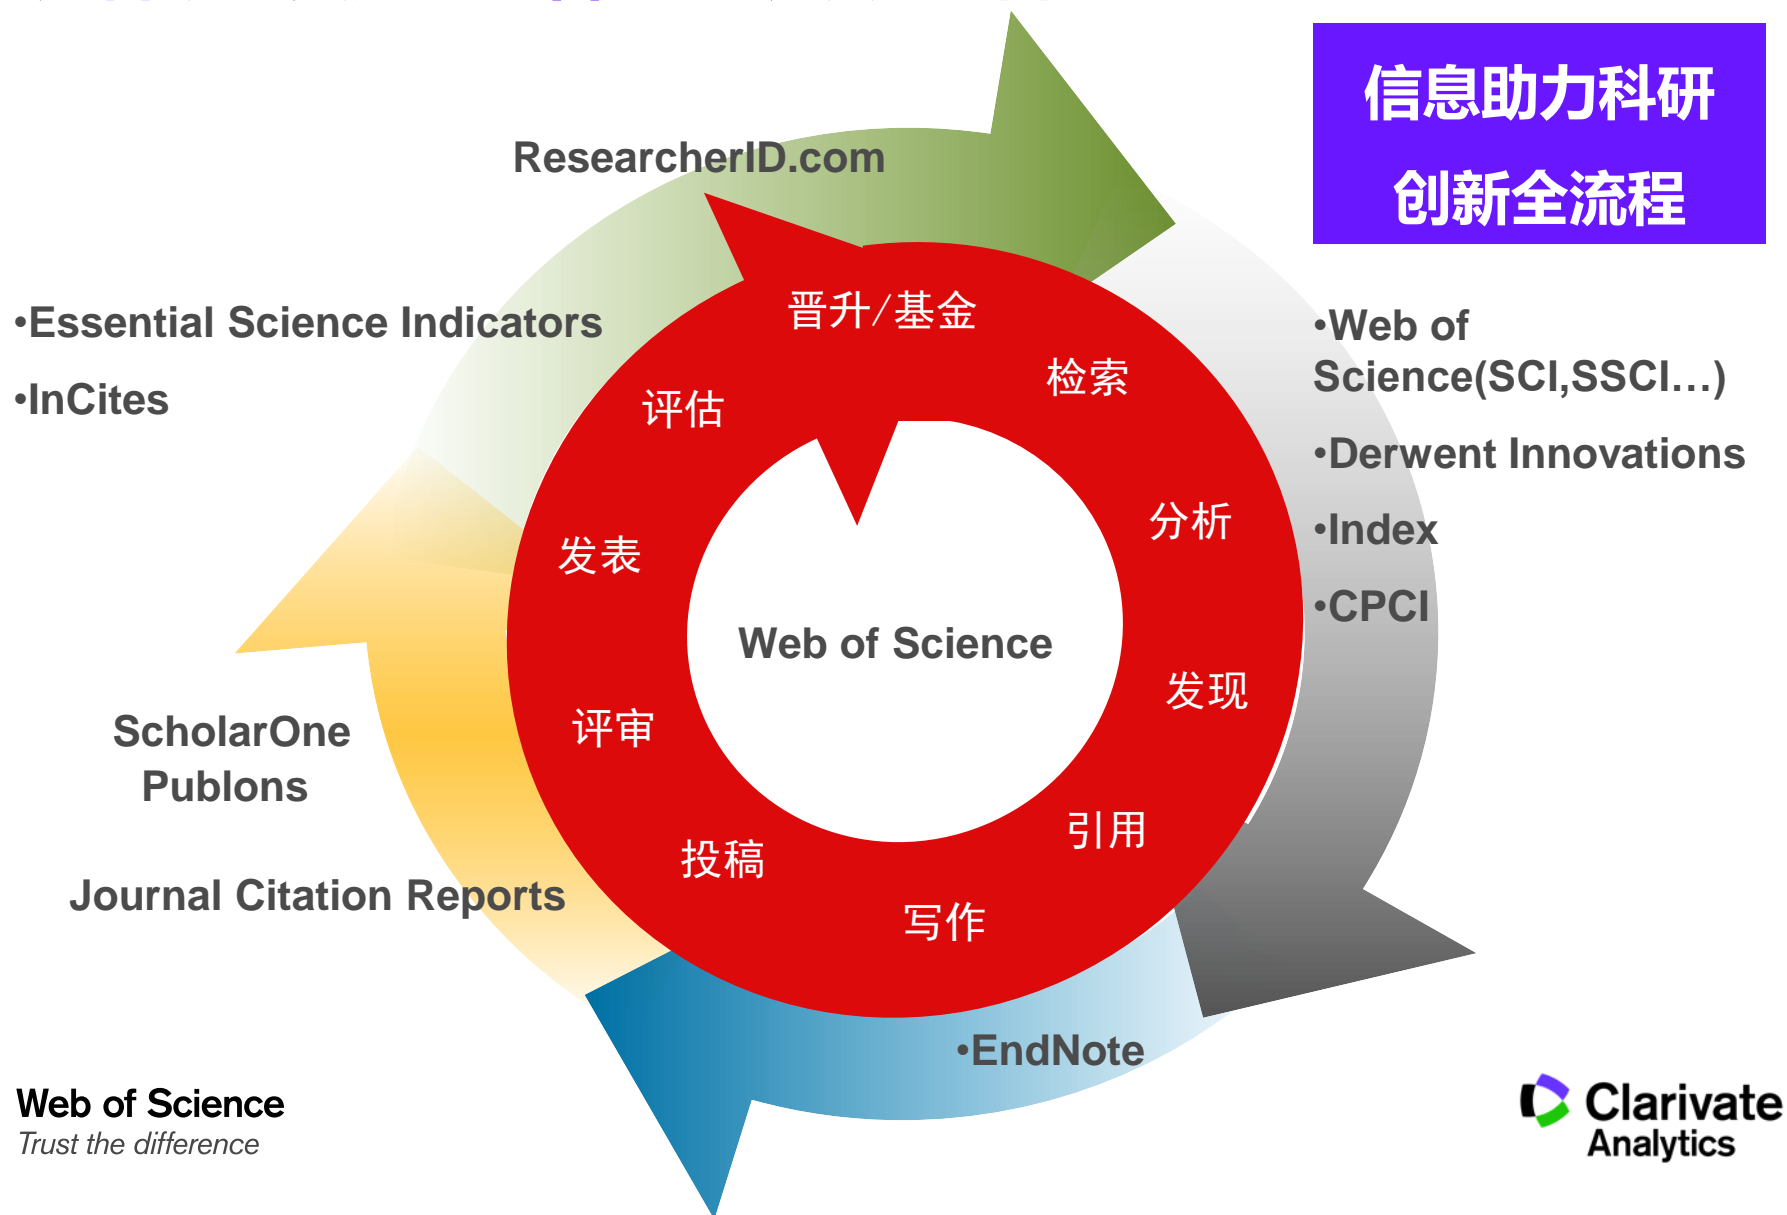 信息助力科研
创新全流程
ResearcherID.com
•Essential Science Indicators
•InCites
•Web of
Science(SCI,SSCI...)
•Derwent Innovations
•Index
•CPCI
晋升/基金
检索
分析
发现
引用
写作
投稿
评审
发表
评估
Web of Science
ScholarOne
Publons
Journal Citation Reports
•EndNote
Web of Science
Trust the difference
Clarivate
Analytics